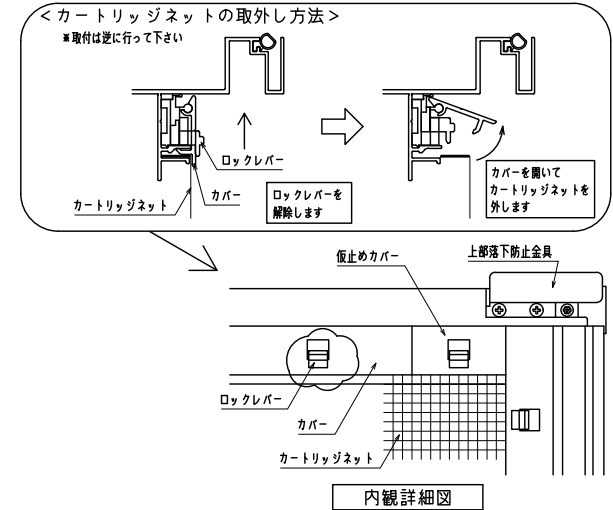 <カートリッジネットの取外し方法>
※取付は逆に行って下さい
ロックレバー
カバー
カートリッジネット
ロックレバーを
解除します
カバーを開いて
カートリッジネットを
外します
仮止めカバー
上部落下防止金具
ロックレバー
カバー
カートリッジネット
内観詳細図